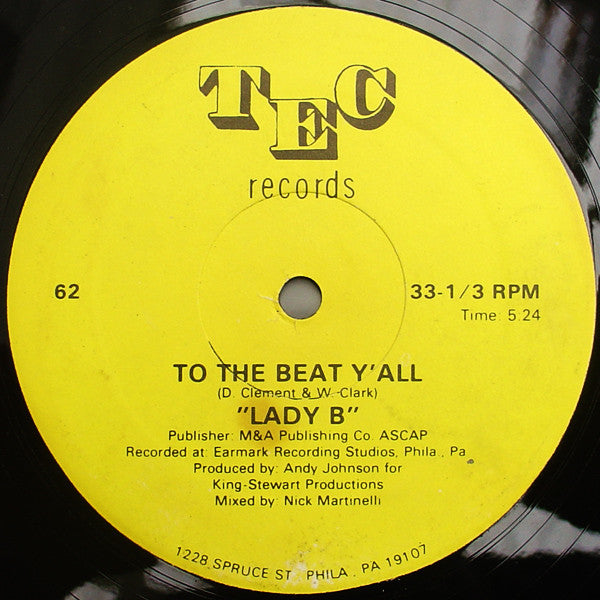 TEC
records
62
33-1/3 RPM
Time: 5:24
TO THE BEAT Y'ALL
(D. Clement & W. Clark)
"LADY B"
Publisher: M&A Publishing Co. ASCAP
Recorded at: Earmark Recording Studios, Phila., Pa.
Produced by: Andy Johnson for
King-Stewart Productions
Mixed by: Nick Martinelli
1228 SPRUCE ST. PHILA., PA 19107